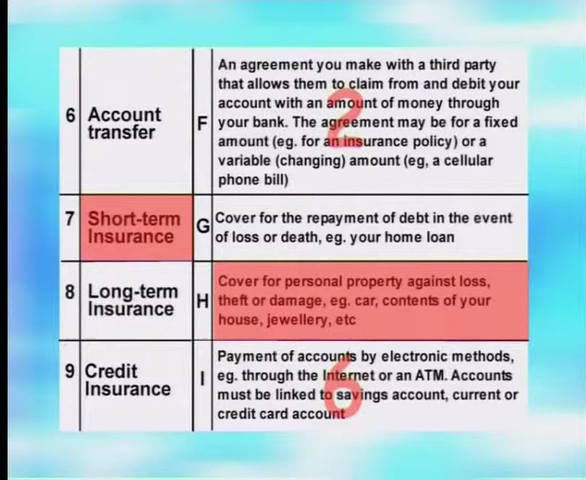 6 Account transfer F An agreement you make with a third party
that allows them to claim from and debit your
account with an amount of money through
your bank. The agreement may be for a fixed
amount (eg. for an insurance policy) or a
variable (changing) amount (eg, a cellular
phone bill)
2
7 Short-term Insurance G Cover for the repayment of debt in the event
of loss or death, eg. your home loan
8 Long-term Insurance H Cover for personal property against loss,
theft or damage, eg. car, contents of your
house, jewellery, etc
9 Credit Insurance I Payment of accounts by electronic methods,
eg. through the Internet or an ATM. Accounts
must be linked to savings account, current or
credit card account
6